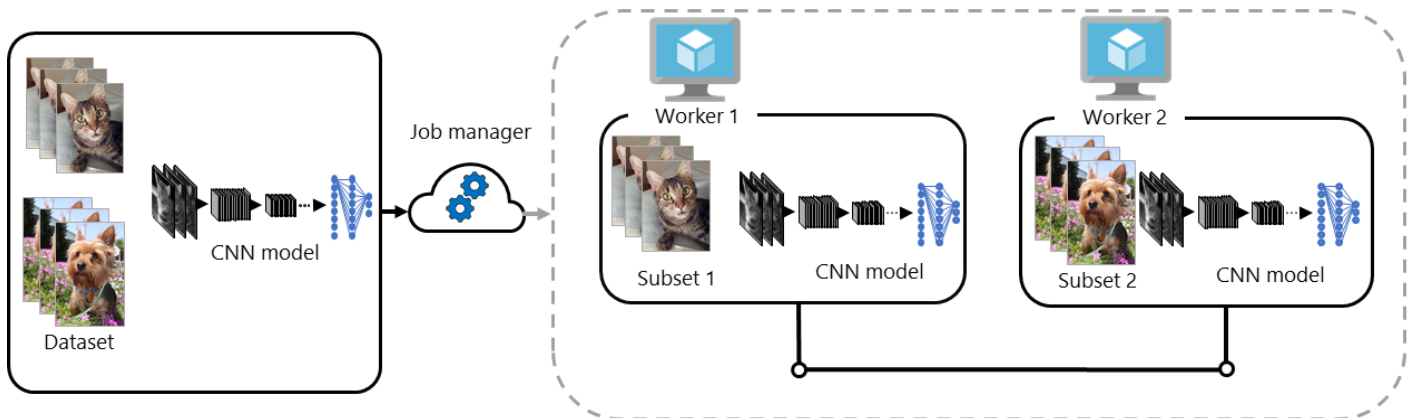 CNN model
Dataset
Job manager
Worker 1
Subset 1
CNN model
Worker 2
Subset 2
CNN model